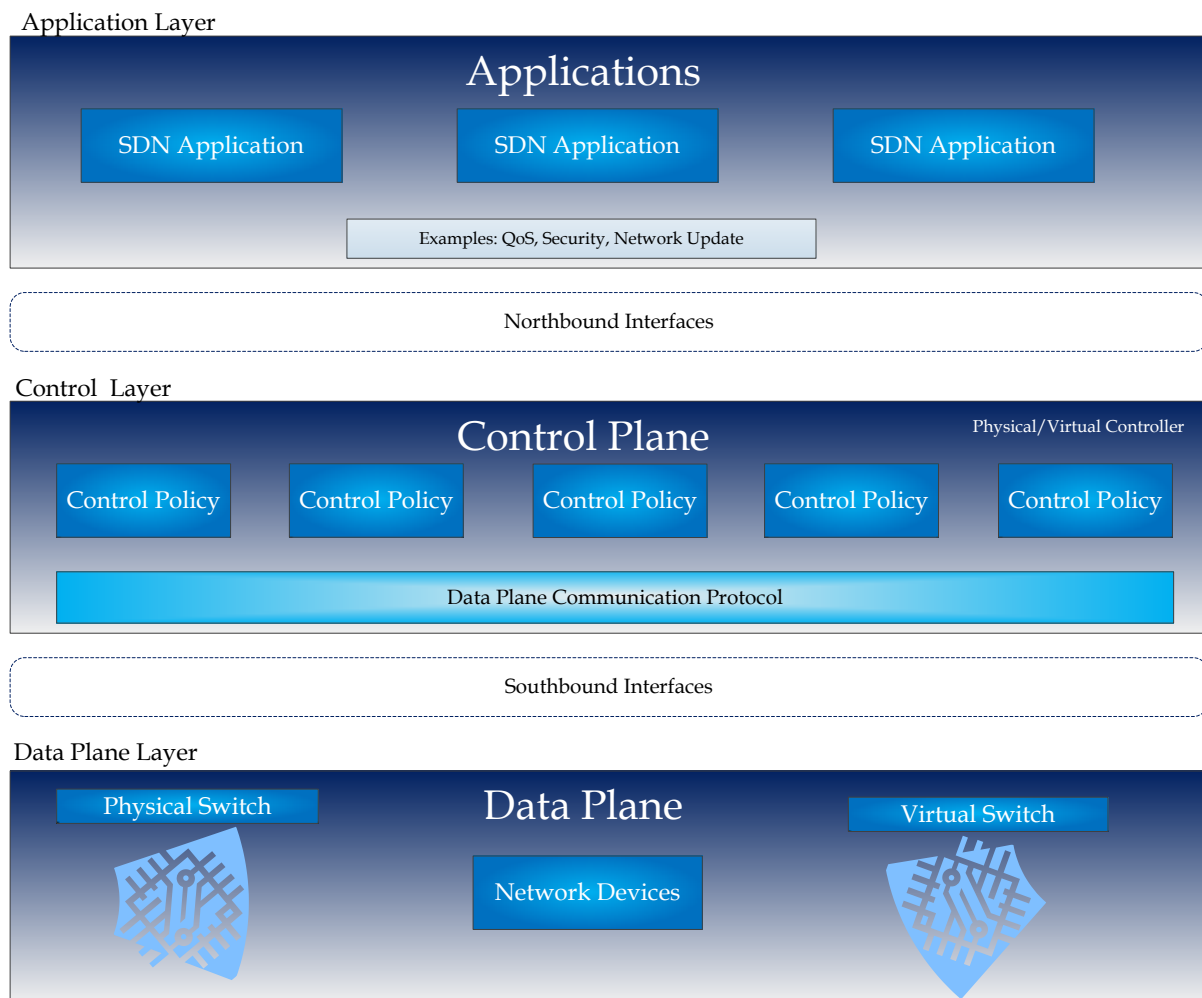 Application Layer
Applications
SDN Application
SDN Application
SDN Application
Examples: QoS, Security, Network Update
Northbound Interfaces
Control Layer
Control Plane
Physical/Virtual Controller
Control Policy
Control Policy
Control Policy
Control Policy
Control Policy
Data Plane Communication Protocol
Southbound Interfaces
Data Plane Layer
Physical Switch
Data Plane
Virtual Switch
Network Devices